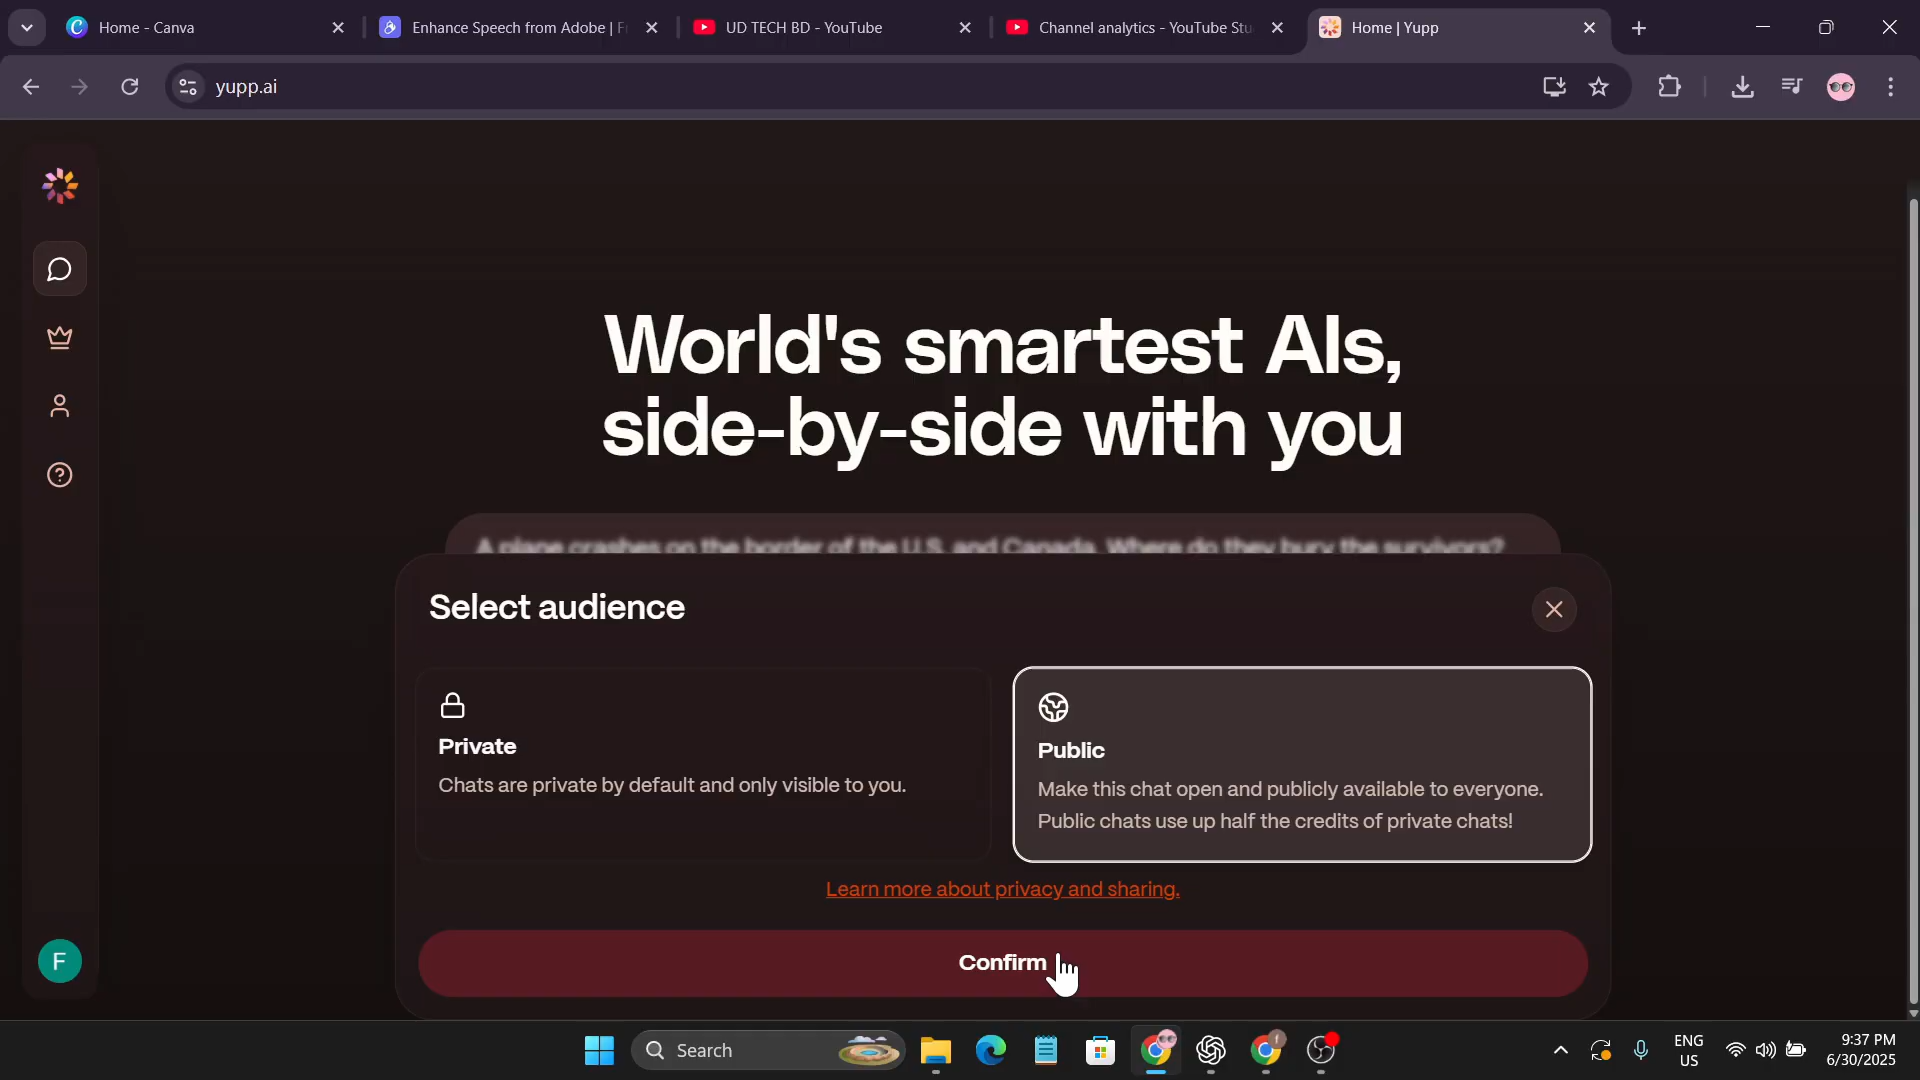 Home - Canva
Enhance Speech from Adobe | F
UD TECH BD - YouTube
Channel analytics - YouTube Stu
Home | Yupp
yupp.ai
World's smartest AIs,
side-by-side with you
A plane crashes on the border of the U.S. and Canada. Where do they bury the survivors?
Select audience
Private
Chats are private by default and only visible to you.
Public
Make this chat open and publicly available to everyone.
Public chats use up half the credits of private chats!
Learn more about privacy and sharing.
Confirm
F
Search
ENG
US
9:37 PM
6/30/2025